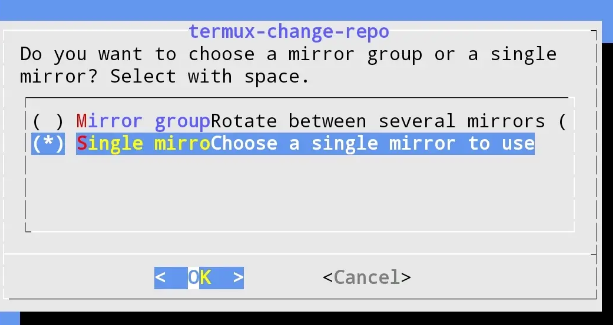 termux-change-repo
Do you want to choose a mirror group or a single
mirror? Select with space.
( ) Mirror groupRotate between several mirrors (
(*) Single mirroChoose a single mirror to use
< OK > <Cancel>